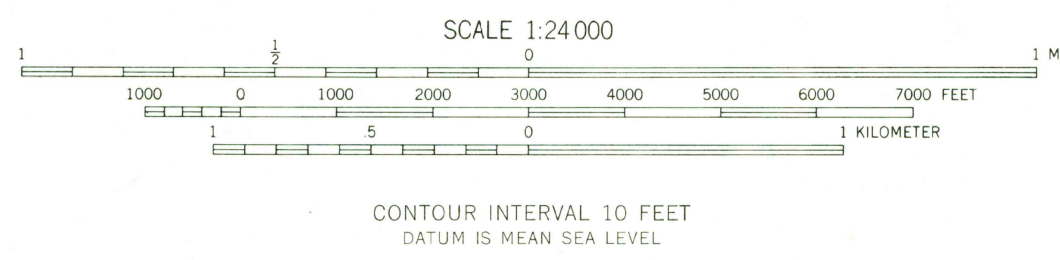 SCALE 1:24 000
1 1/2 0 1 M
1000 0 1000 2000 3000 4000 5000 6000 7000 FEET
1 .5 0 1 KILOMETER
CONTOUR INTERVAL 10 FEET
DATUM IS MEAN SEA LEVEL